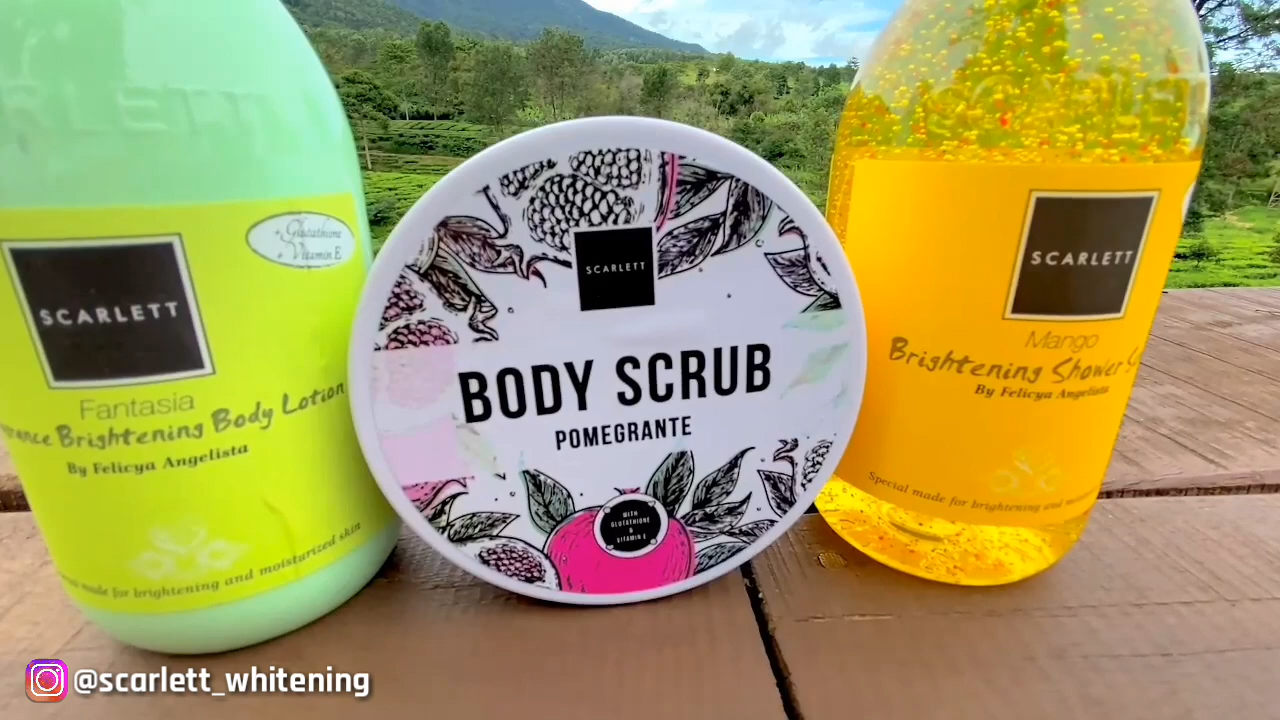 SCARLETT
Glutathione
Vitamin E
SCARLETT
Fantasia
Brightening Body Lotion
By Felicya Angelista
made for brightening and moisturized skin
SCARLETT
BODY SCRUB
POMEGRANTE
WITH
GLUTATHIONE
&
VITAMIN E
SCARLETT
Mango
Brightening Shower
By Felicya Angelista
Special made for brightening and
@scarlett_whitening